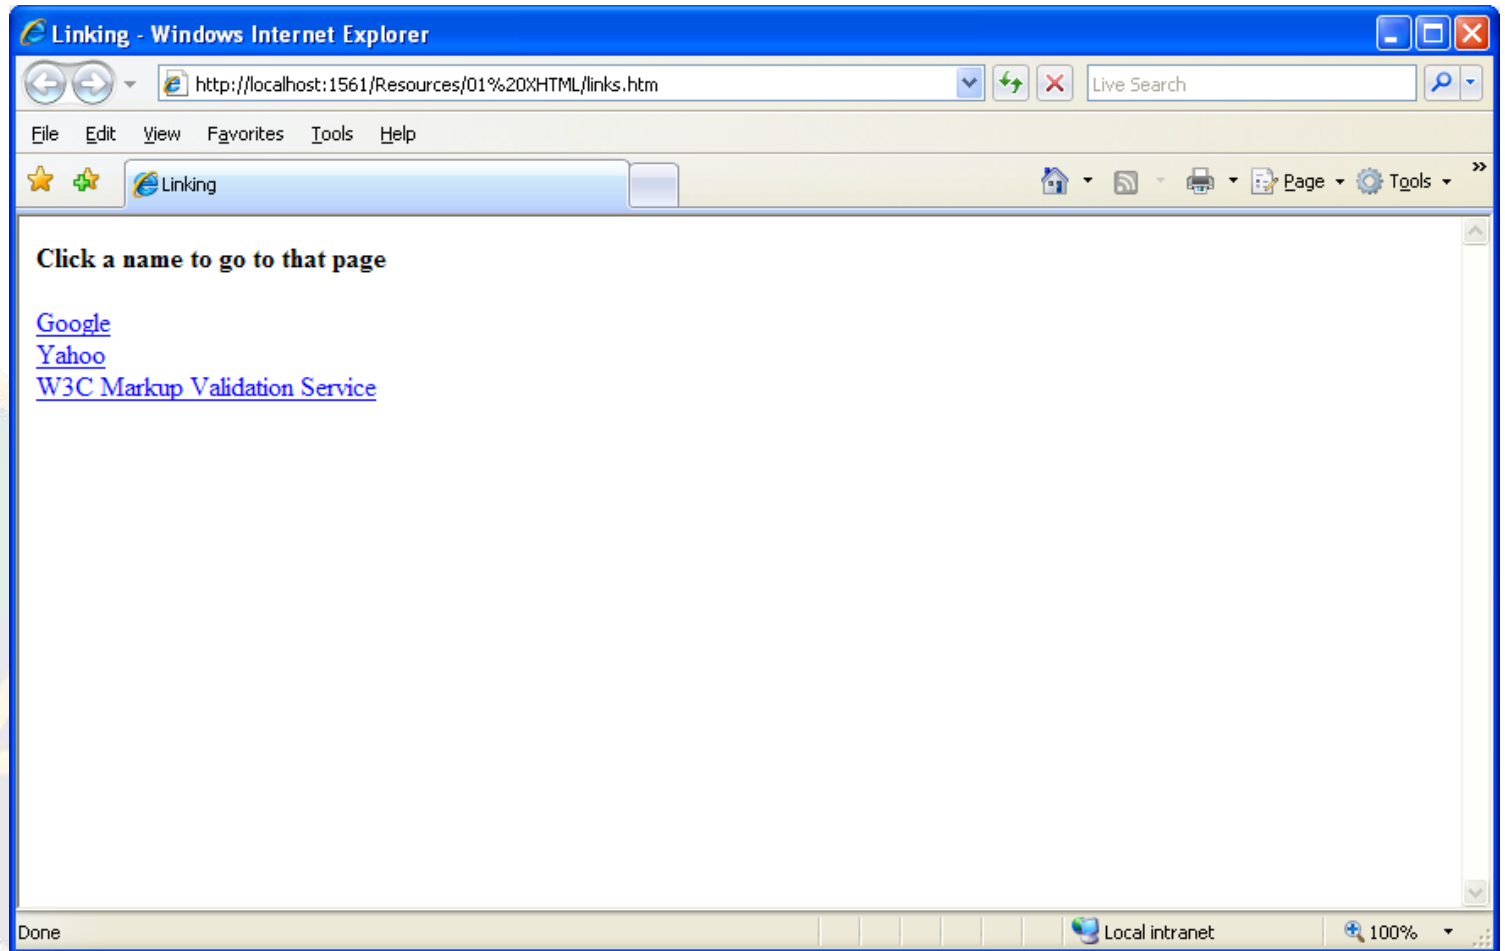 Linking - Windows Internet Explorer
http://localhost:1561/Resources/01%20XHTML/links.htm
Live Search
File Edit View Favorites Tools Help
Linking
Page Tools »
Click a name to go to that page
Google
Yahoo
W3C Markup Validation Service
Done
Local intranet
100%